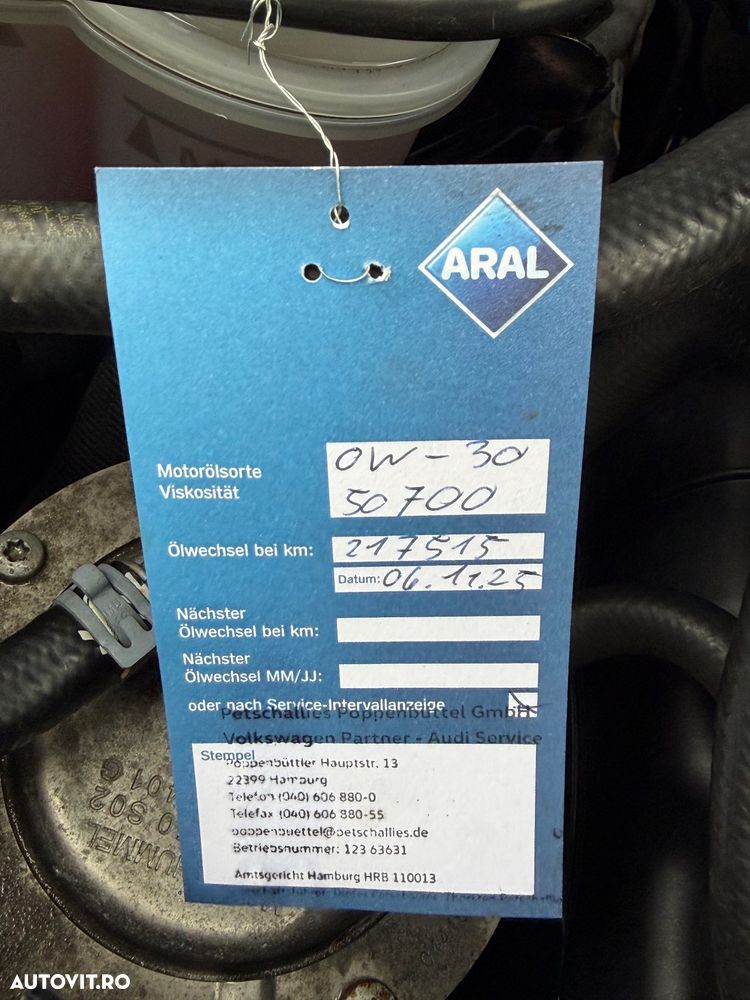 ARAL
Motorölsorte
Viskosität
0W-30
50700
Ölwechsel bei km: 217515
Datum: 06.11.25
Nächster
Ölwechsel bei km:
Nächster
Ölwechsel MM/JJ:
oder nach Service-Intervallanzeige
Petschallies Poppenbüttel GmbH
Volkswagen Partner - Audi Service
Stempel
Poppenbüttler Hauptstr. 13
22399 Hamburg
Telefon (040) 606 880-0
Telefax (040) 606 880-55
poppenbuettel@petschallies.de
Betriebsnummer: 123 63631
Amtsgericht Hamburg HRB 110013
AUTOVIT.RO